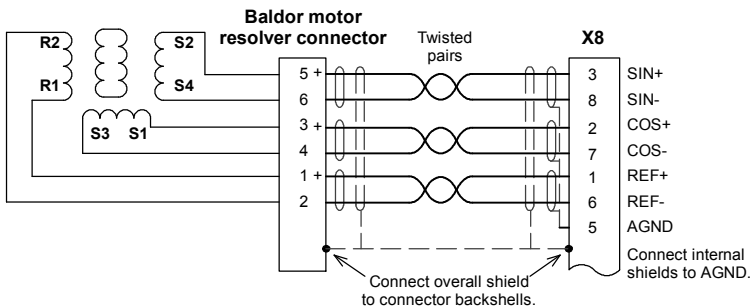 Baldor motor
resolver connector
Twisted
pairs
X8
R2
S2
R1
S4
S3 S1
5 +
6
3 +
4
1 +
2
3 SIN+
8 SIN-
2 COS+
7 COS-
1 REF+
6 REF-
5 AGND
Connect internal
shields to AGND.
Connect overall shield
to connector backshells.